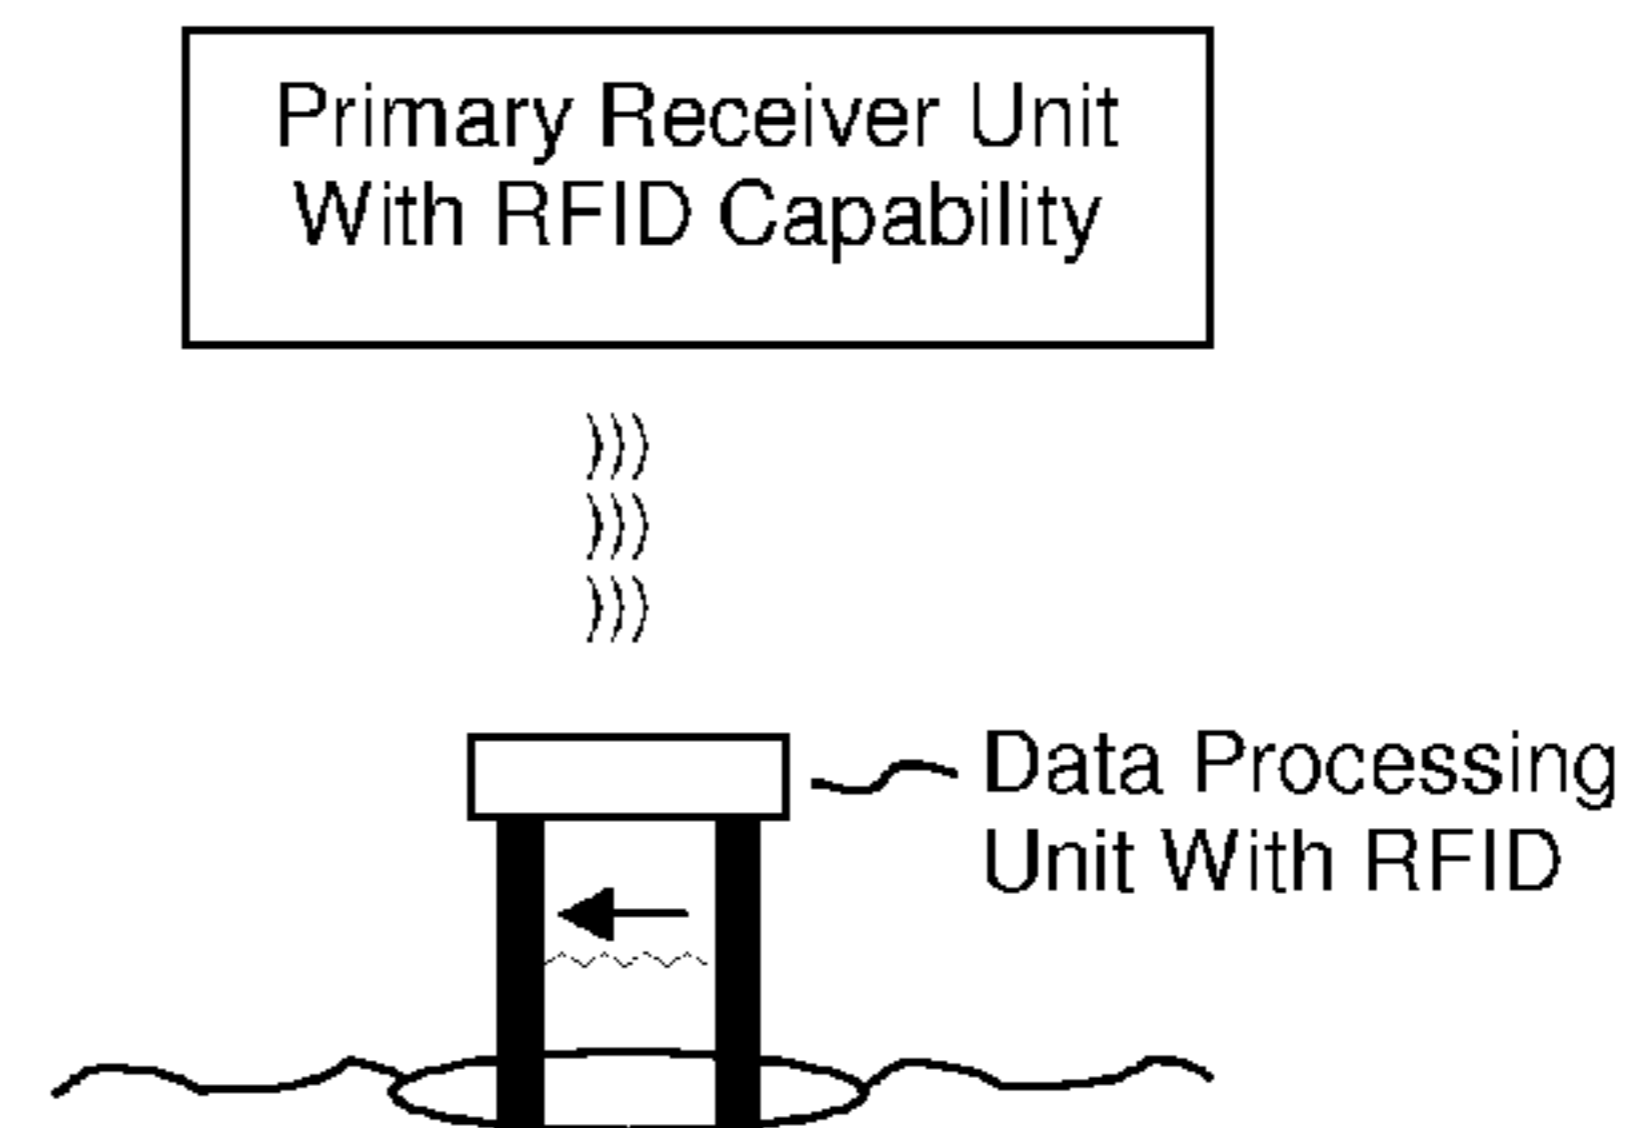 Primary Receiver Unit
With RFID Capability
Data Processing
Unit With RFID